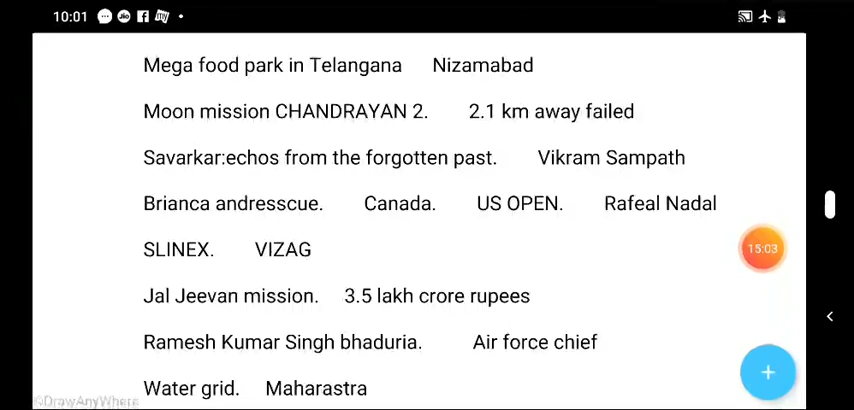 10:01
Mega food park in Telangana Nizamabad
Moon mission CHANDRAYAN 2. 2.1 km away failed
Savarkar:echos from the forgotten past. Vikram Sampath
Brianca andresscue. Canada. US OPEN. Rafeal Nadal
SLINEX. VIZAG
15:03
Jal Jeevan mission. 3.5 lakh crore rupees
Ramesh Kumar Singh bhaduria. Air force chief
Water grid. Maharastra
©DrawAnyWhere